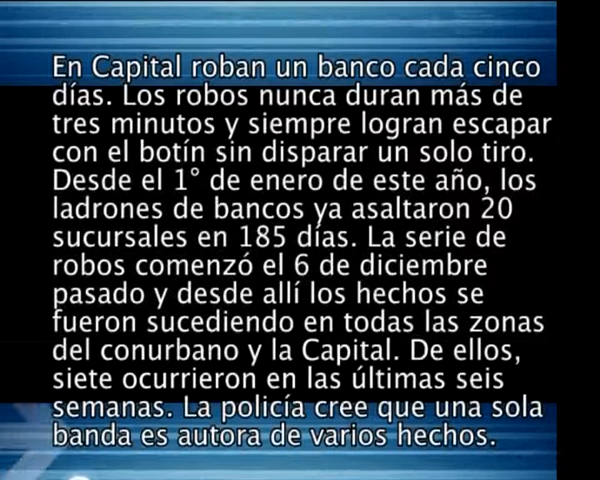 En Capital roban un banco cada cinco
días. Los robos nunca duran más de
tres minutos y siempre logran escapar
con el botín sin disparar un solo tiro.
Desde el 1° de enero de este año, los
ladrones de bancos ya asaltaron 20
sucursales en 185 días. La serie de
robos comenzó el 6 de diciembre
pasado y desde allí los hechos se
fueron sucediendo en todas las zonas
del conurbano y la Capital. De ellos,
siete ocurrieron en las últimas seis
semanas. La policía cree que una sola
banda es autora de varios hechos.